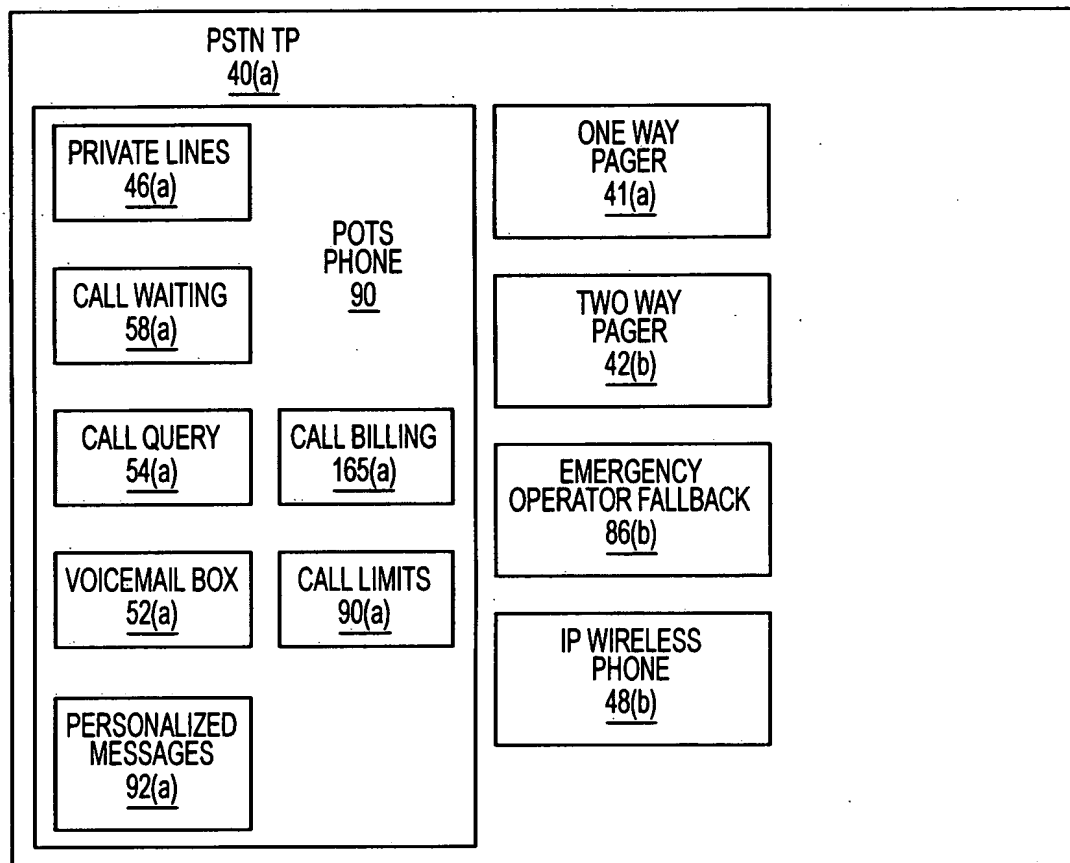 PSTN TP
40(a)
PRIVATE LINES
46(a)
CALL WAITING
58(a)
CALL QUERY
54(a)
VOICEMAIL BOX
52(a)
PERSONALIZED
MESSAGES
92(a)
POTS
PHONE
90
CALL BILLING
165(a)
CALL LIMITS
90(a)
ONE WAY
PAGER
41(a)
TWO WAY
PAGER
42(b)
EMERGENCY
OPERATOR FALLBACK
86(b)
IP WIRELESS
PHONE
48(b)